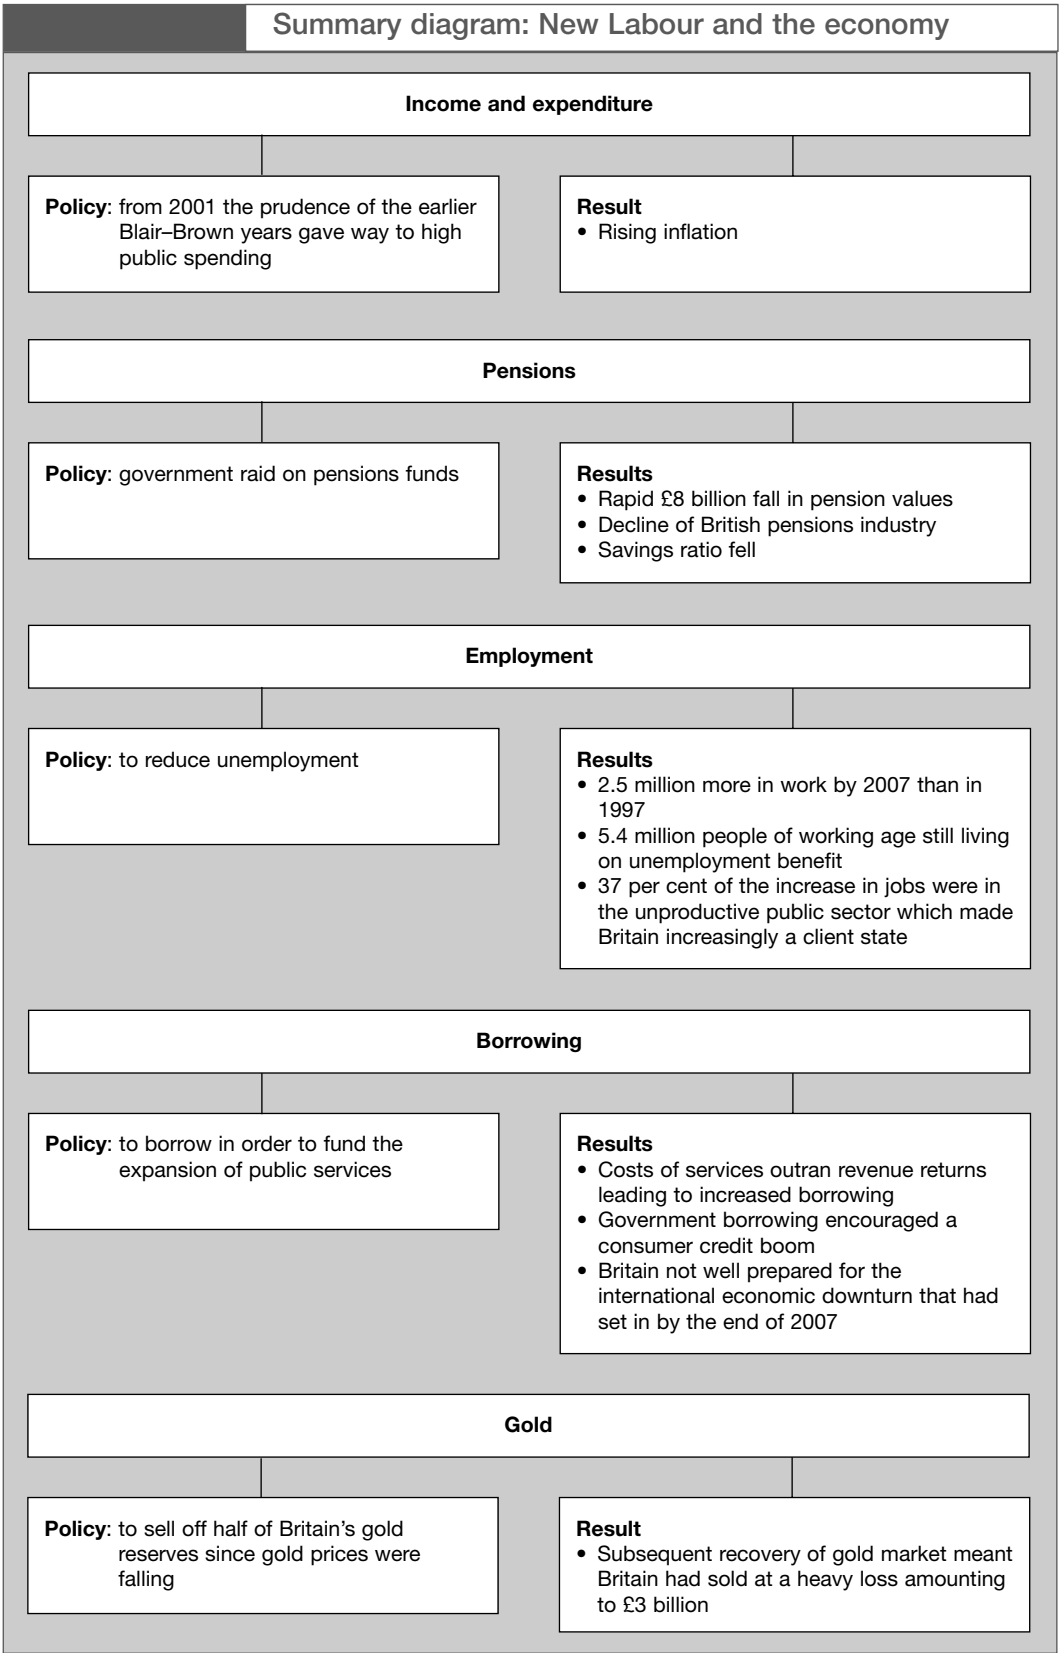 Summary diagram: New Labour and the economy
Income and expenditure
Policy: from 2001 the prudence of the earlier
Blair–Brown years gave way to high
public spending
Result
• Rising inflation
Pensions
Policy: government raid on pensions funds
Results
• Rapid £8 billion fall in pension values
• Decline of British pensions industry
• Savings ratio fell
Employment
Policy: to reduce unemployment
Results
• 2.5 million more in work by 2007 than in
1997
• 5.4 million people of working age still living
on unemployment benefit
• 37 per cent of the increase in jobs were in
the unproductive public sector which made
Britain increasingly a client state
Borrowing
Policy: to borrow in order to fund the
expansion of public services
Results
• Costs of services outran revenue returns
leading to increased borrowing
• Government borrowing encouraged a
consumer credit boom
• Britain not well prepared for the
international economic downturn that had
set in by the end of 2007
Gold
Policy: to sell off half of Britain’s gold
reserves since gold prices were
falling
Result
• Subsequent recovery of gold market meant
Britain had sold at a heavy loss amounting
to £3 billion